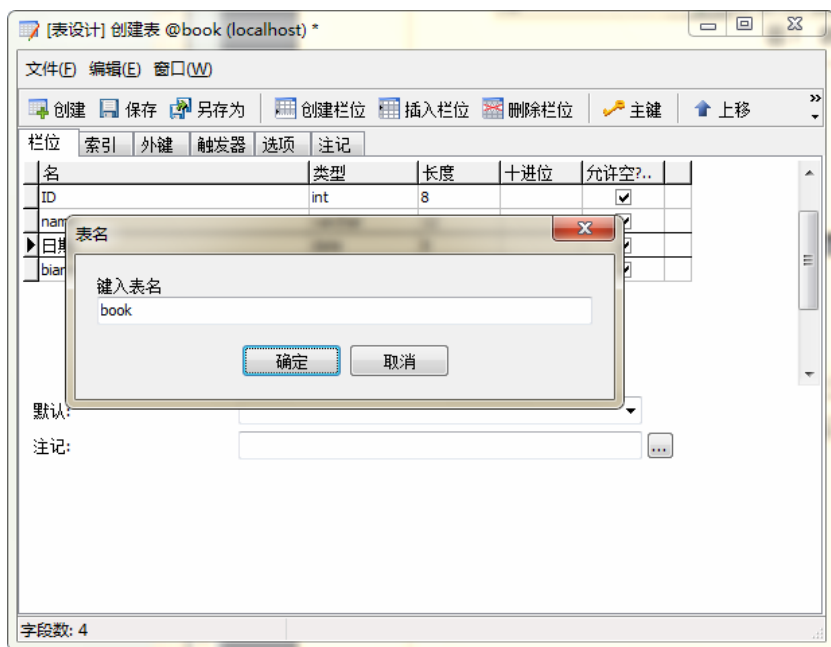 [表设计] 创建表 @book (localhost) *
文件(F) 编辑(E) 窗口(W)
创建 保存 另存为 创建栏位 插入栏位 删除栏位 主键 上移 »
栏位 索引 外键 触发器 选项 注记
名 类型 长度 十进位 允许空?..
ID int 8
nam
日期
bian
表名
键入表名
book
确定 取消
默认:
注记: ...
字段数: 4